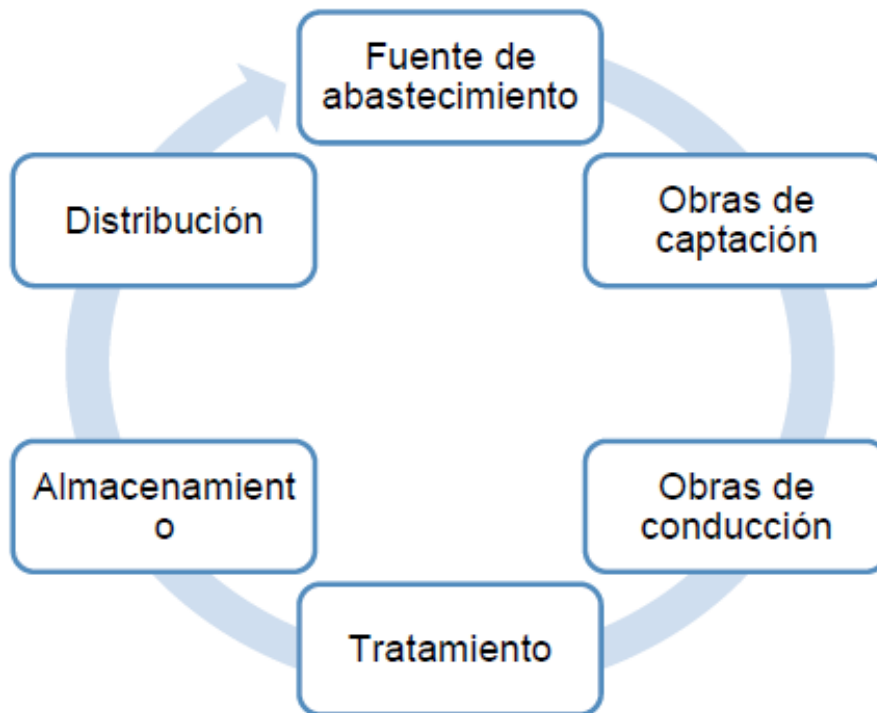 Fuente de
abastecimiento
Obras de
captación
Obras de
conducción
Tratamiento
Almacenamient
o
Distribución